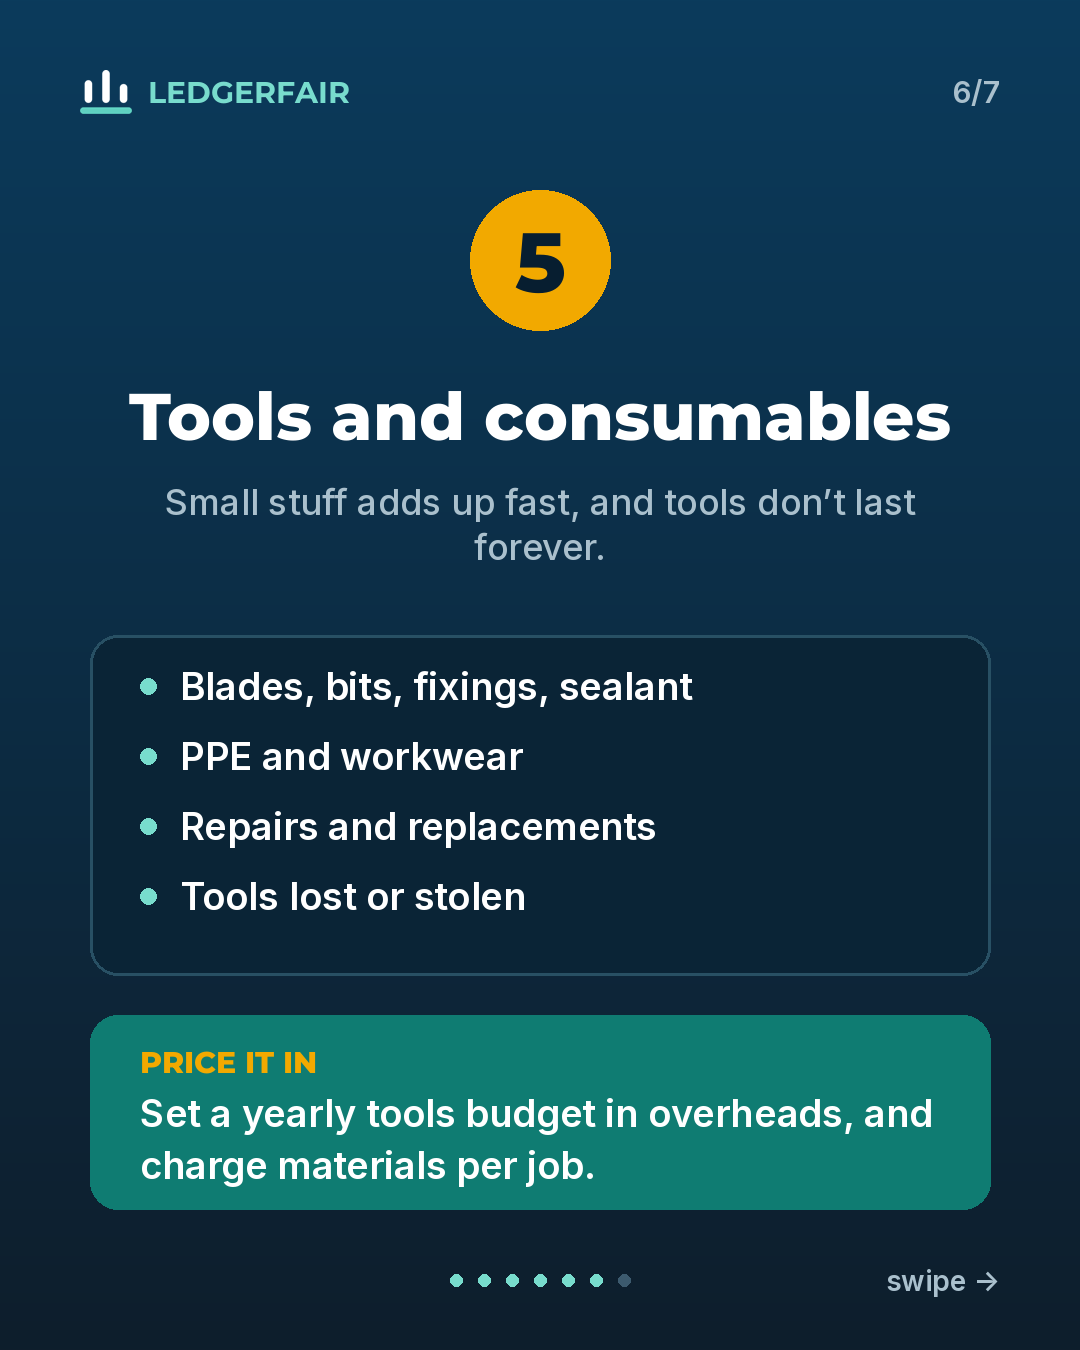 LEDGERFAIR
6/7
5
Tools and consumables
Small stuff adds up fast, and tools don’t last
forever.
Blades, bits, fixings, sealant
PPE and workwear
Repairs and replacements
Tools lost or stolen
PRICE IT IN
Set a yearly tools budget in overheads, and
charge materials per job.
swipe →